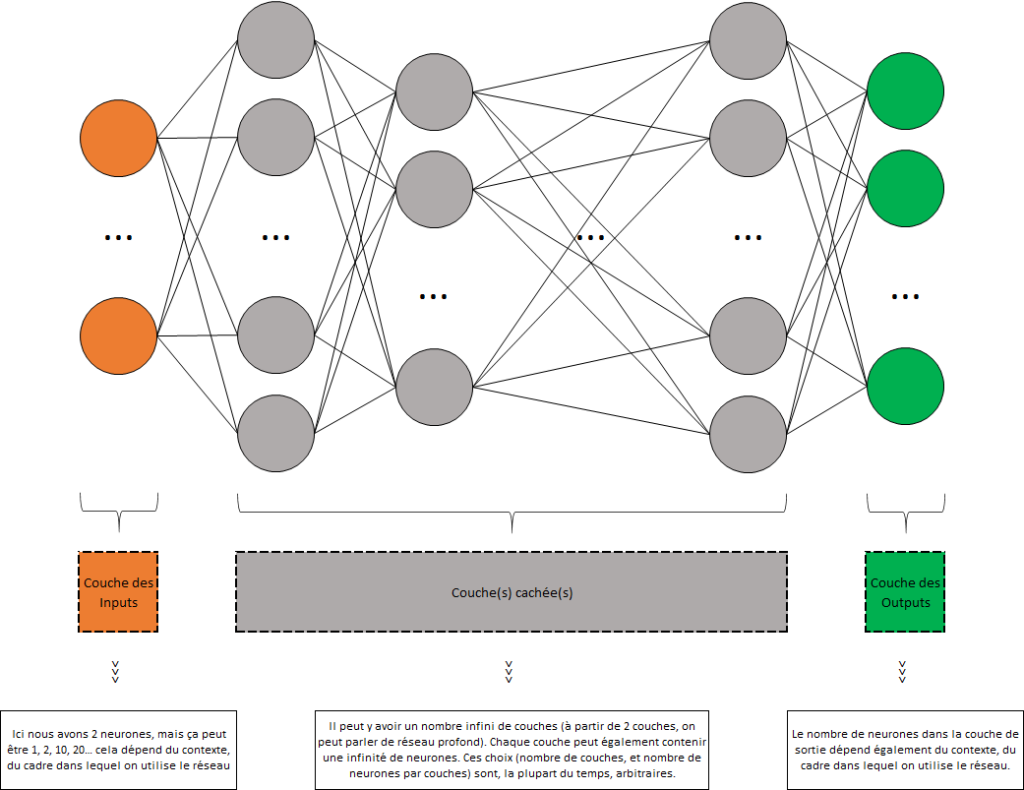 ...
...
...
...
...
...
Couche des
Inputs
Couche(s) cachée(s)
Couche des
Outputs
>>>
>>>
>>>
Ici nous avons 2 neurones, mais ça peut
être 1, 2, 10, 20... cela dépend du contexte,
du cadre dans lequel on utilise le réseau
Il peut y avoir un nombre infini de couches (à partir de 2 couches, on
peut parler de réseau profond). Chaque couche peut également contenir
une infinité de neurones. Ces choix (nombre de couches, et nombre de
neurones par couches) sont, la plupart du temps, arbitraires.
Le nombre de neurones dans la couche de
sortie dépend également du contexte, du
cadre dans lequel on utilise le réseau.